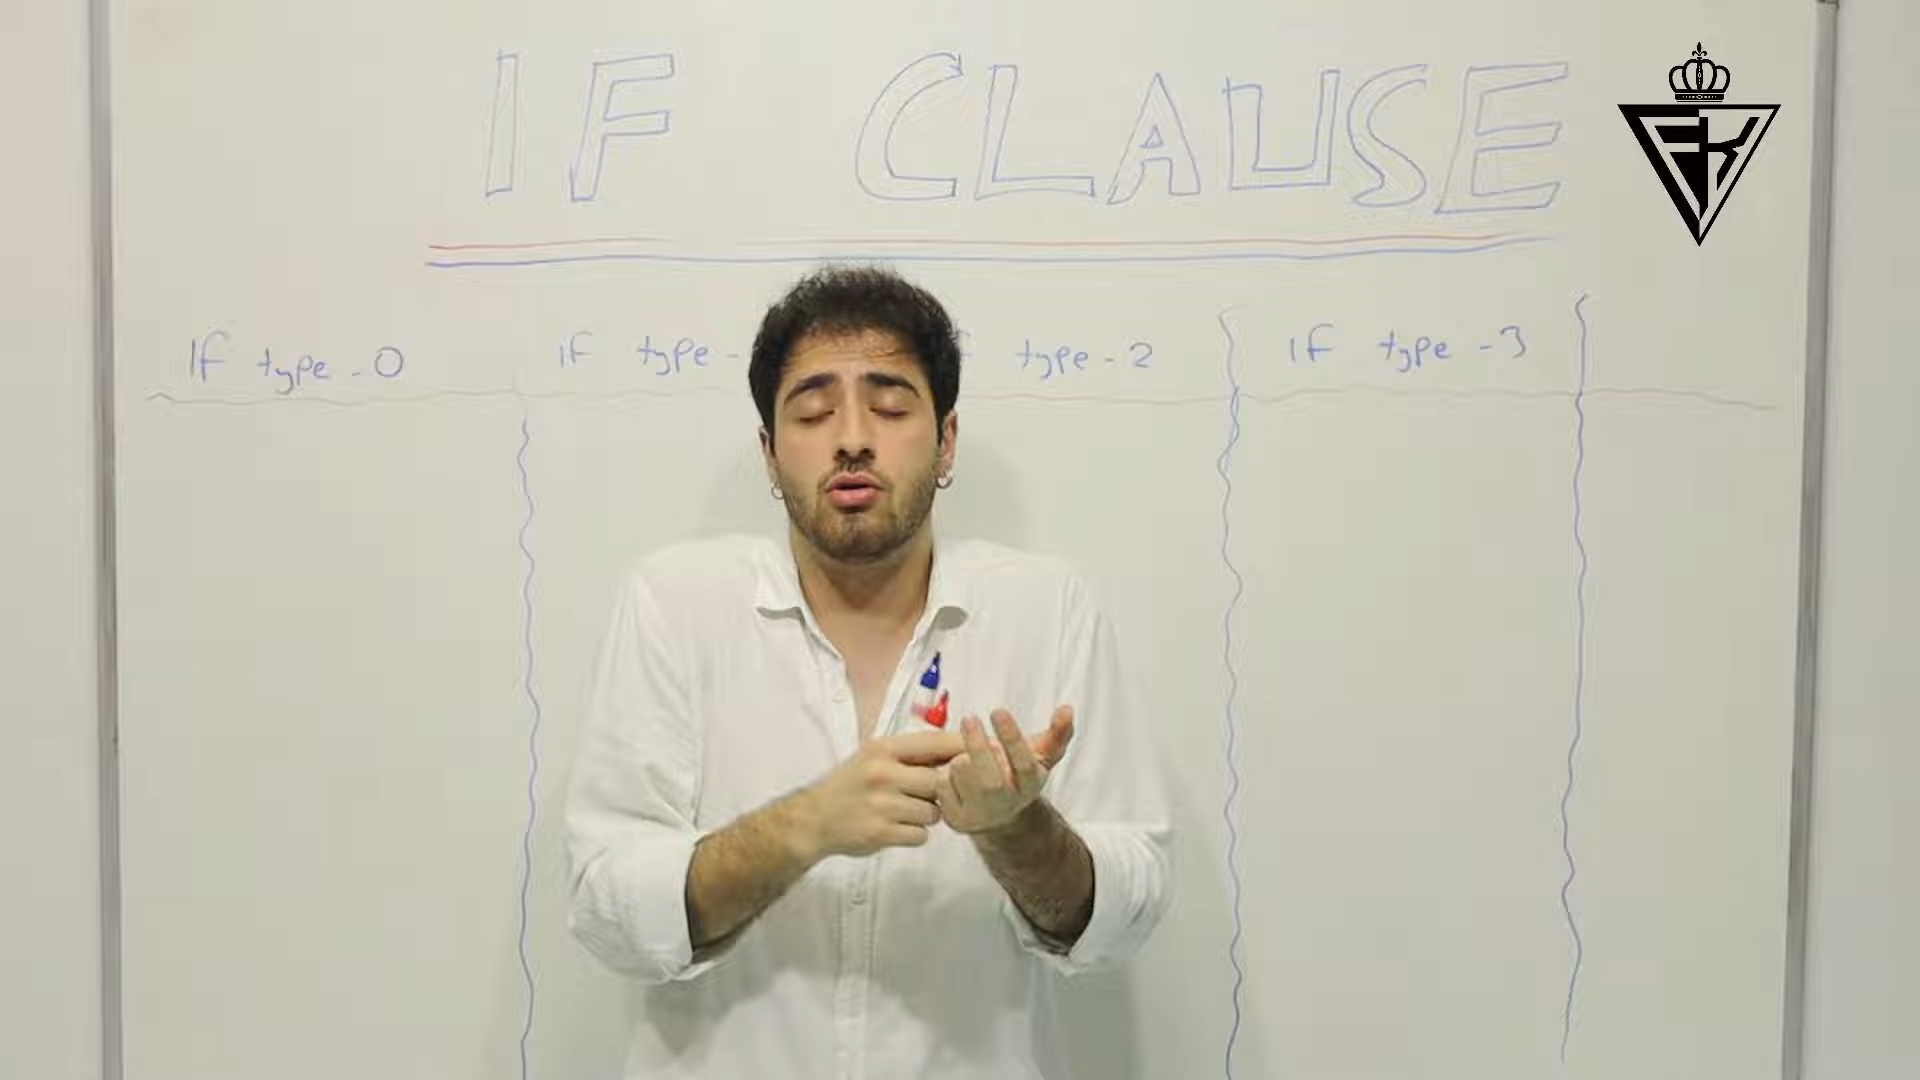 IF CLAUSE
If type - 0
if type -
type - 2
If type - 3